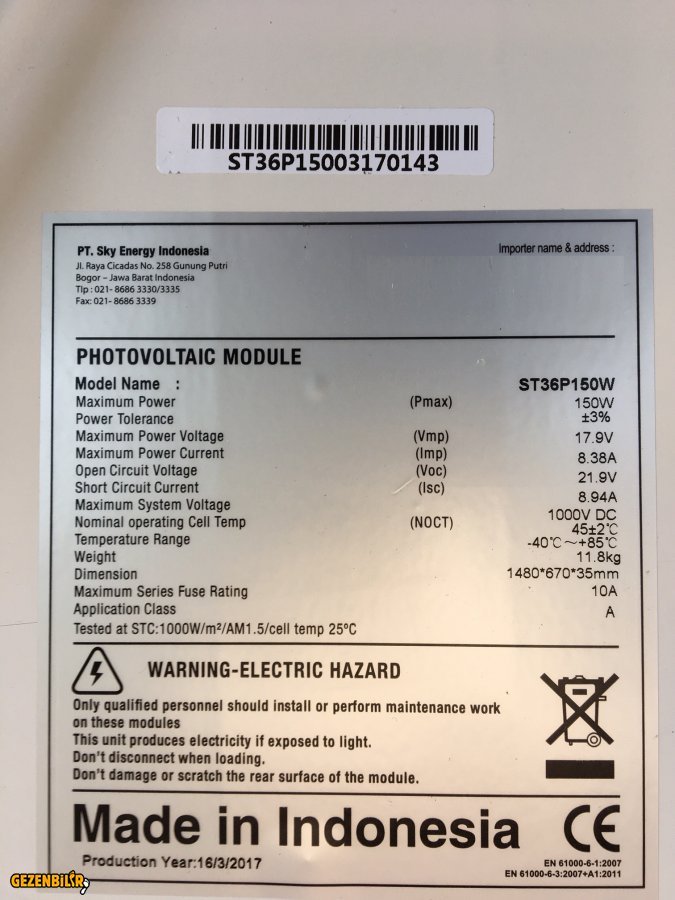 ST36P15003170143
PT. Sky Energy Indonesia
Jl. Raya Cicadas No. 258 Gunung Putri
Bogor – Jawa Barat Indonesia
Tlp : 021- 8686 3330/3335
Fax: 021- 8686 3339
Importer name & address :
PHOTOVOLTAIC MODULE
Model Name : ST36P150W
Maximum Power (Pmax) 150W
Power Tolerance ±3%
Maximum Power Voltage (Vmp) 17.9V
Maximum Power Current (Imp) 8.38A
Open Circuit Voltage (Voc) 21.9V
Short Circuit Current (Isc) 8.94A
Maximum System Voltage 1000V DC
Nominal operating Cell Temp (NOCT) 45±2℃
Temperature Range -40℃~+85℃
Weight 11.8kg
Dimension 1480*670*35mm
Maximum Series Fuse Rating 10A
Application Class A
Tested at STC:1000W/m²/AM1.5/cell temp 25ºC
WARNING-ELECTRIC HAZARD
Only qualified personnel should install or perform maintenance work
on these modules
This unit produces electricity if exposed to light.
Don't disconnect when loading.
Don't damage or scratch the rear surface of the module.
Made in Indonesia CE
Production Year:16/3/2017
EN 61000-6-1:2007
EN 61000-6-3:2007+A1:2011
GEZENBİLİR